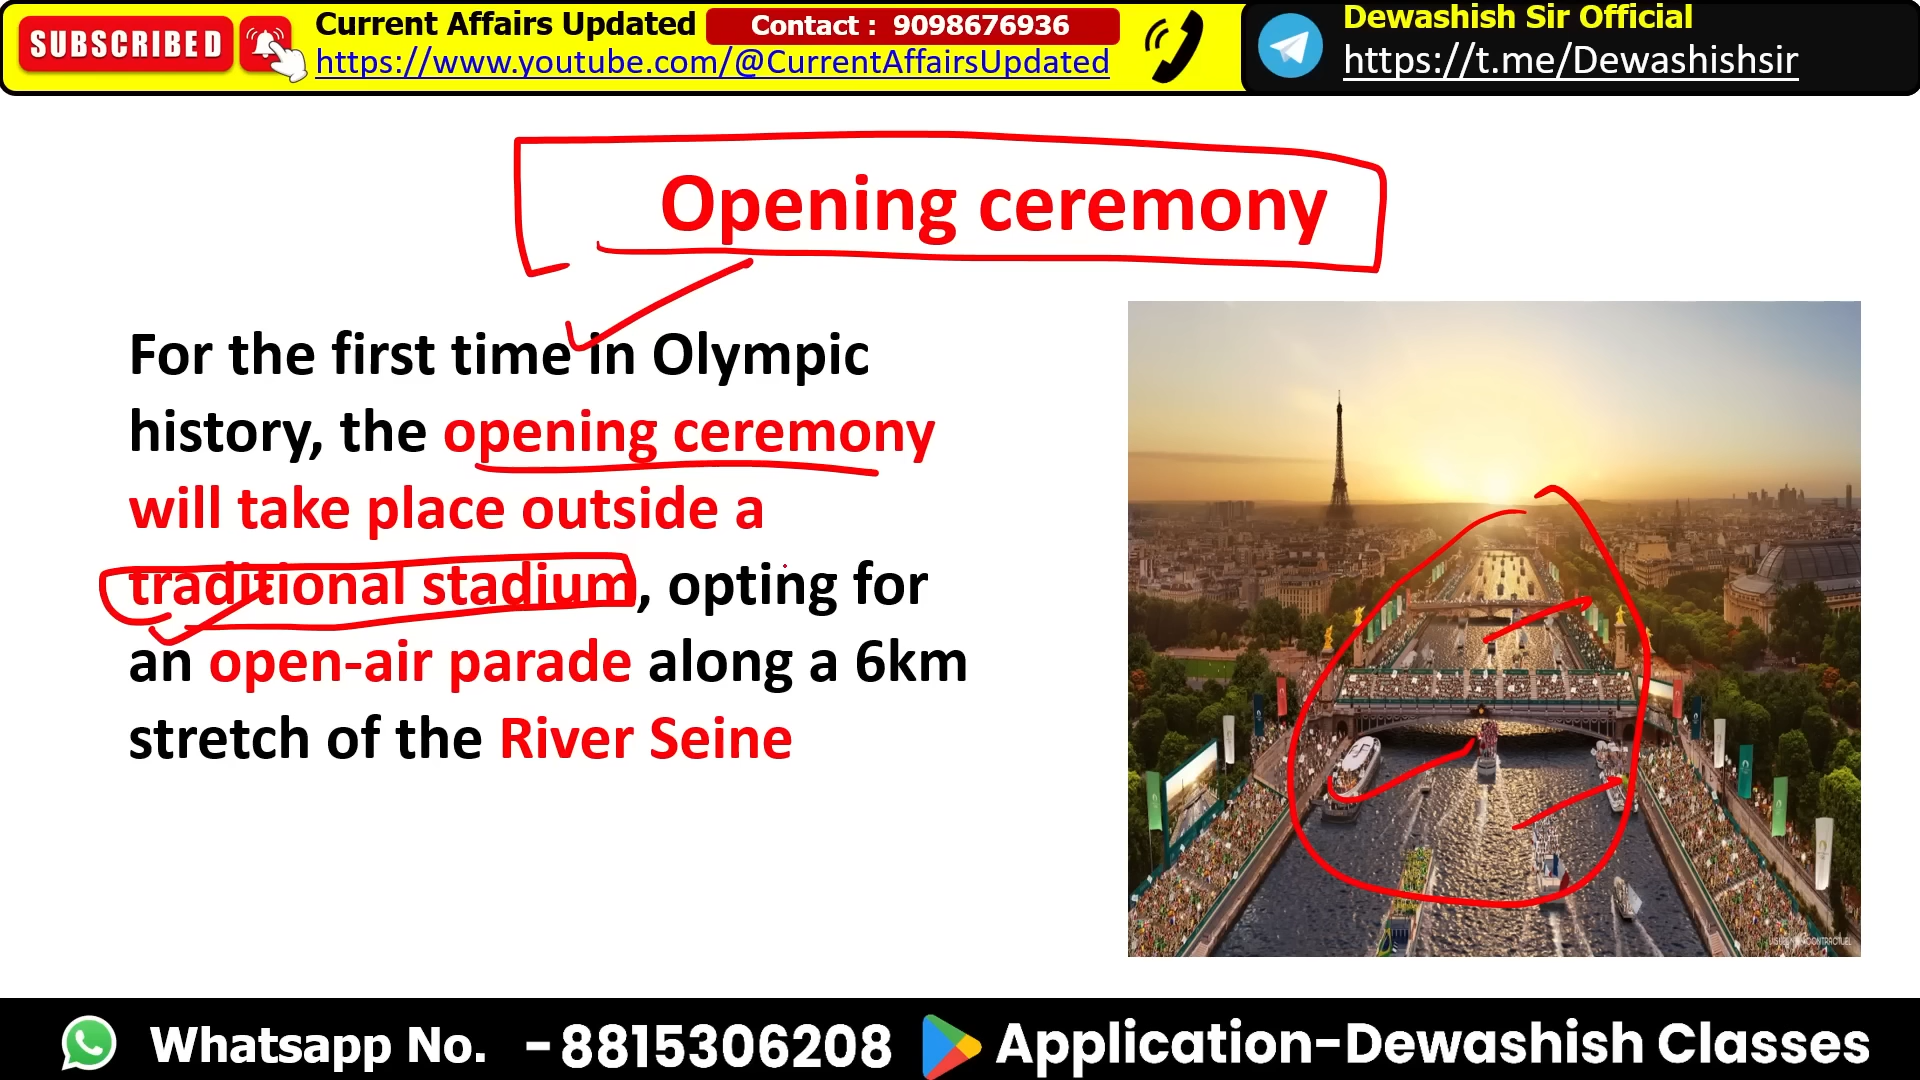 SUBSCRIBED
Current Affairs Updated
Contact : 9098676936
https://www.youtube.com/@CurrentAffairsUpdated
Dewashish Sir Official
https://t.me/Dewashishsir
Opening ceremony
For the first time in Olympic
history, the opening ceremony
will take place outside a
traditional stadium, opting for
an open-air parade along a 6km
stretch of the River Seine
Whatsapp No. -8815306208
Application-Dewashish Classes